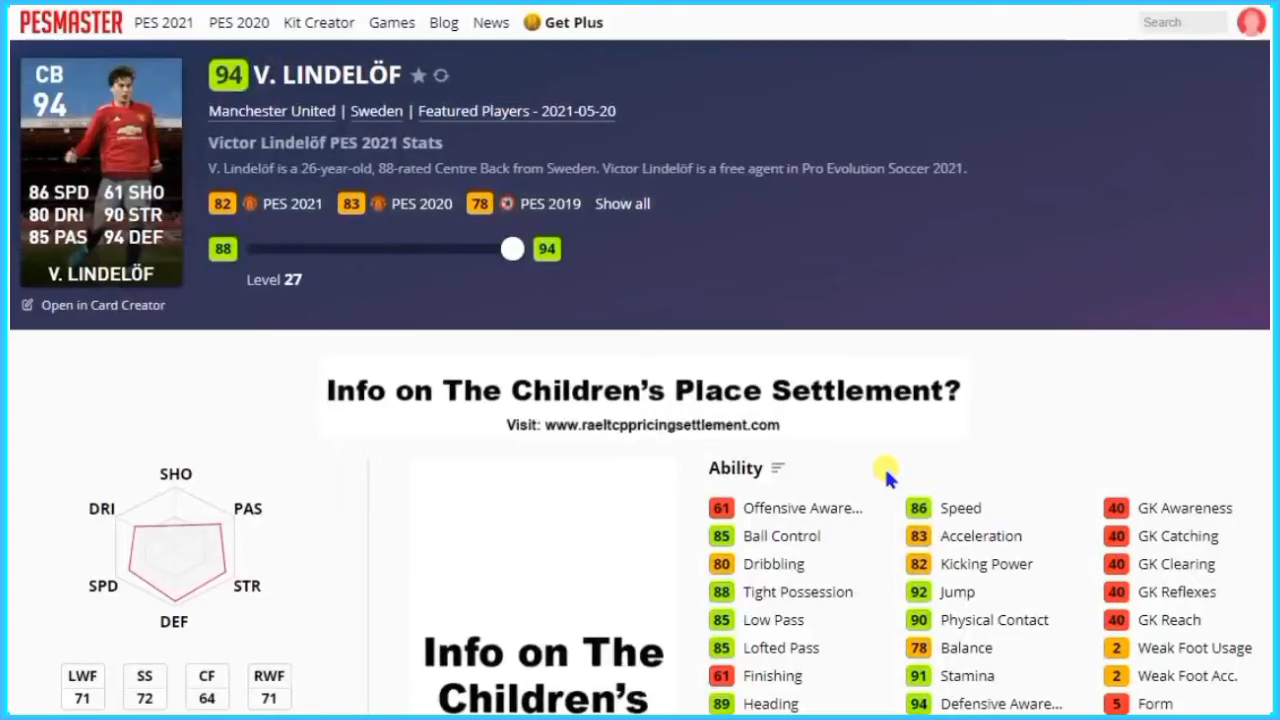 PESMASTER PES 2021 PES 2020 Kit Creator Games Blog News Get Plus Search
CB
94
86 SPD 61 SHO
80 DRI 90 STR
85 PAS 94 DEF
V. LINDELÖF
Open in Card Creator
94 V. LINDELÖF
Manchester United | Sweden | Featured Players - 2021-05-20
Victor Lindelöf PES 2021 Stats
V. Lindelöf is a 26-year-old, 88-rated Centre Back from Sweden. Victor Lindelöf is a free agent in Pro Evolution Soccer 2021.
82 PES 2021 83 PES 2020 78 PES 2019 Show all
88 94
Level 27
Info on The Children's Place Settlement?
Visit: www.raeltcppricingsettlement.com
SHO
DRI PAS
SPD STR
DEF
LWF SS CF RWF
71 72 64 71
Info on The
Children's
Ability
61 Offensive Aware... 86 Speed 40 GK Awareness
85 Ball Control 83 Acceleration 40 GK Catching
80 Dribbling 82 Kicking Power 40 GK Clearing
88 Tight Possession 92 Jump 40 GK Reflexes
85 Low Pass 90 Physical Contact 40 GK Reach
85 Lofted Pass 78 Balance 2 Weak Foot Usage
61 Finishing 91 Stamina 2 Weak Foot Acc.
89 Heading 94 Defensive Aware... 5 Form